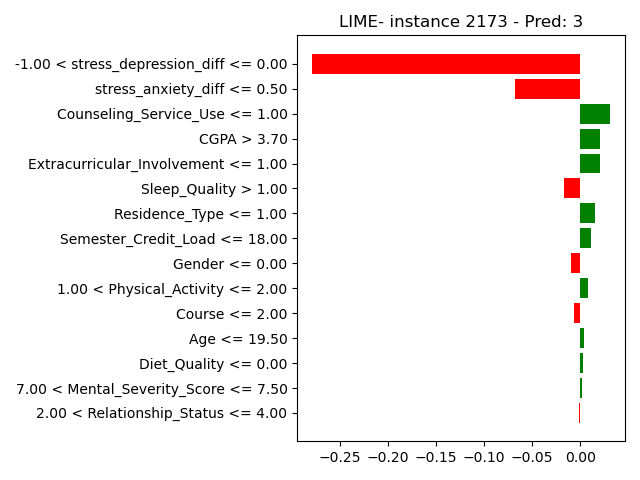 LIME- instance 2173 - Pred: 3
-1.00 < stress_depression_diff <= 0.00
stress_anxiety_diff <= 0.50
Counseling_Service_Use <= 1.00
CGPA > 3.70
Extracurricular_Involvement <= 1.00
Sleep_Quality > 1.00
Residence_Type <= 1.00
Semester_Credit_Load <= 18.00
Gender <= 0.00
1.00 < Physical_Activity <= 2.00
Course <= 2.00
Age <= 19.50
Diet_Quality <= 0.00
7.00 < Mental_Severity_Score <= 7.50
2.00 < Relationship_Status <= 4.00
−0.25 −0.20 −0.15 −0.10 −0.05 0.00